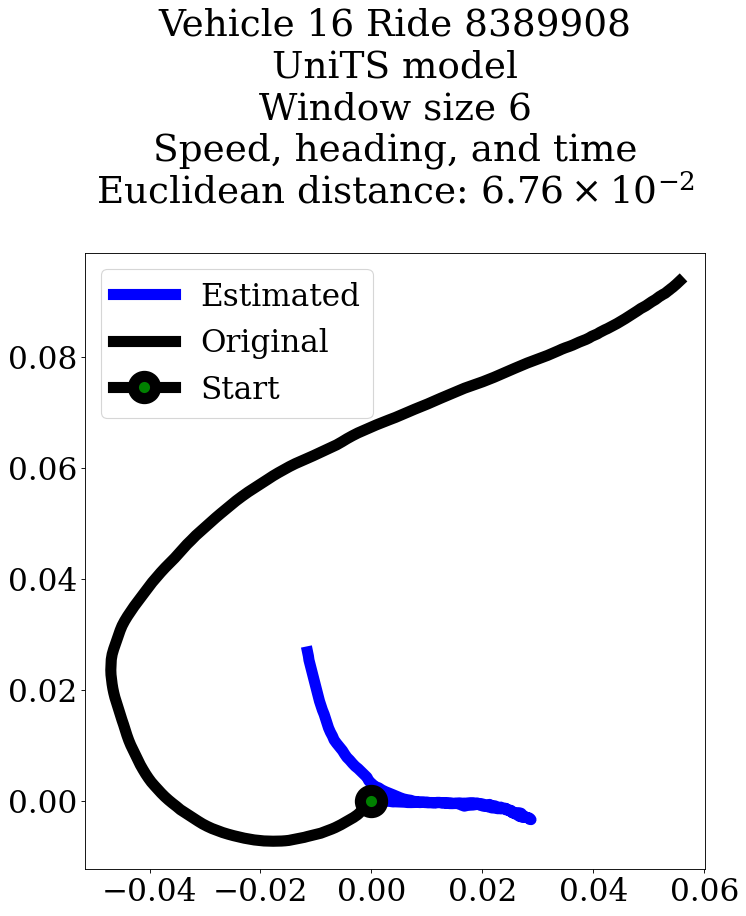 Vehicle 16 Ride 8389908
UniTS model
Window size 6
Speed, heading, and time
Euclidean distance: 6.76 × 10⁻²
Estimated
Original
Start
0.08
0.06
0.04
0.02
0.00
−0.04 −0.02 0.00 0.02 0.04 0.06